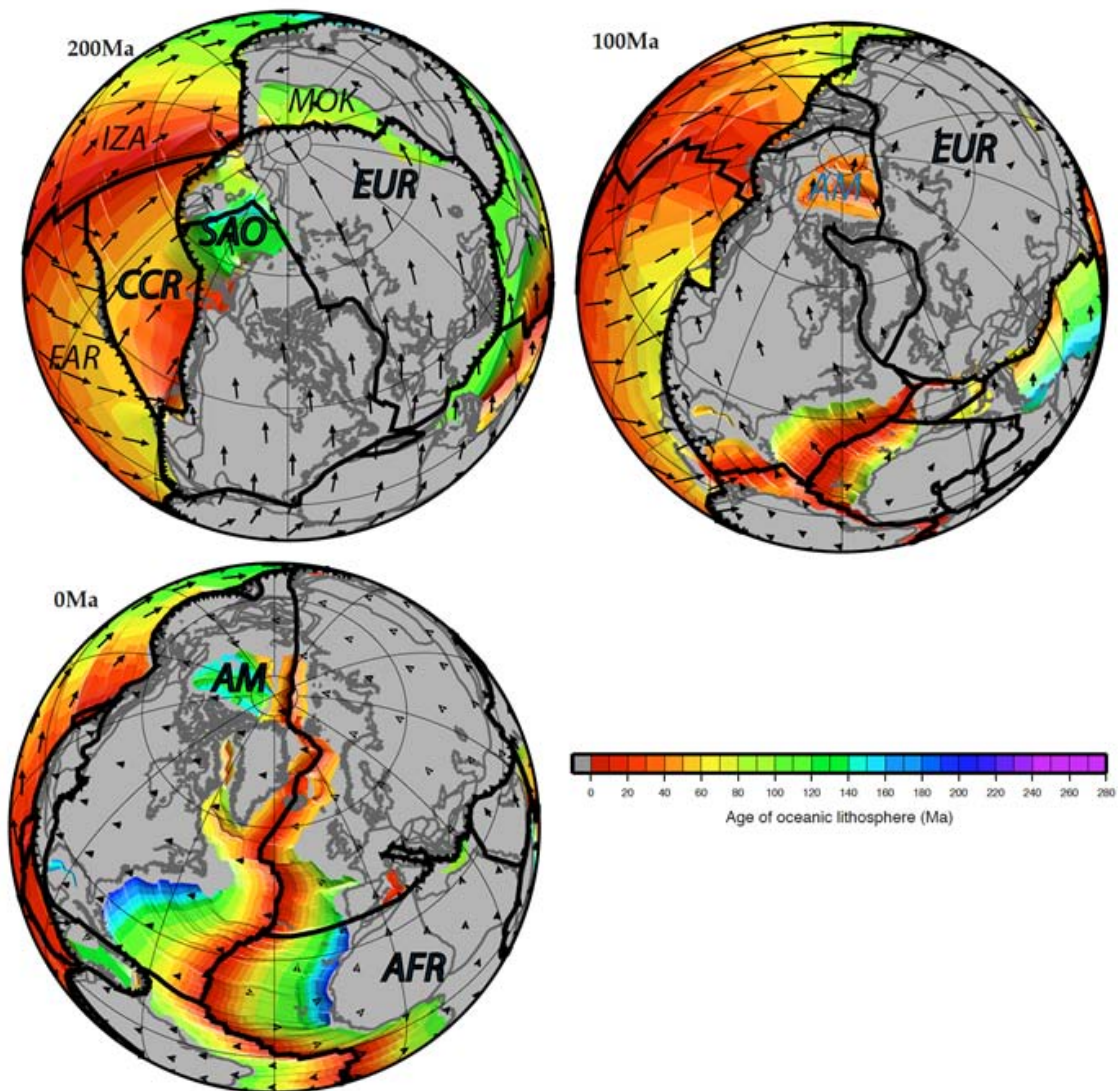 200Ma
IZA
MOK
EUR
SAO
CCR
FAR
100Ma
EUR
AM
0Ma
AM
AFR
0 20 40 60 80 100 120 140 160 180 200 220 240 260 280
Age of oceanic lithosphere (Ma)